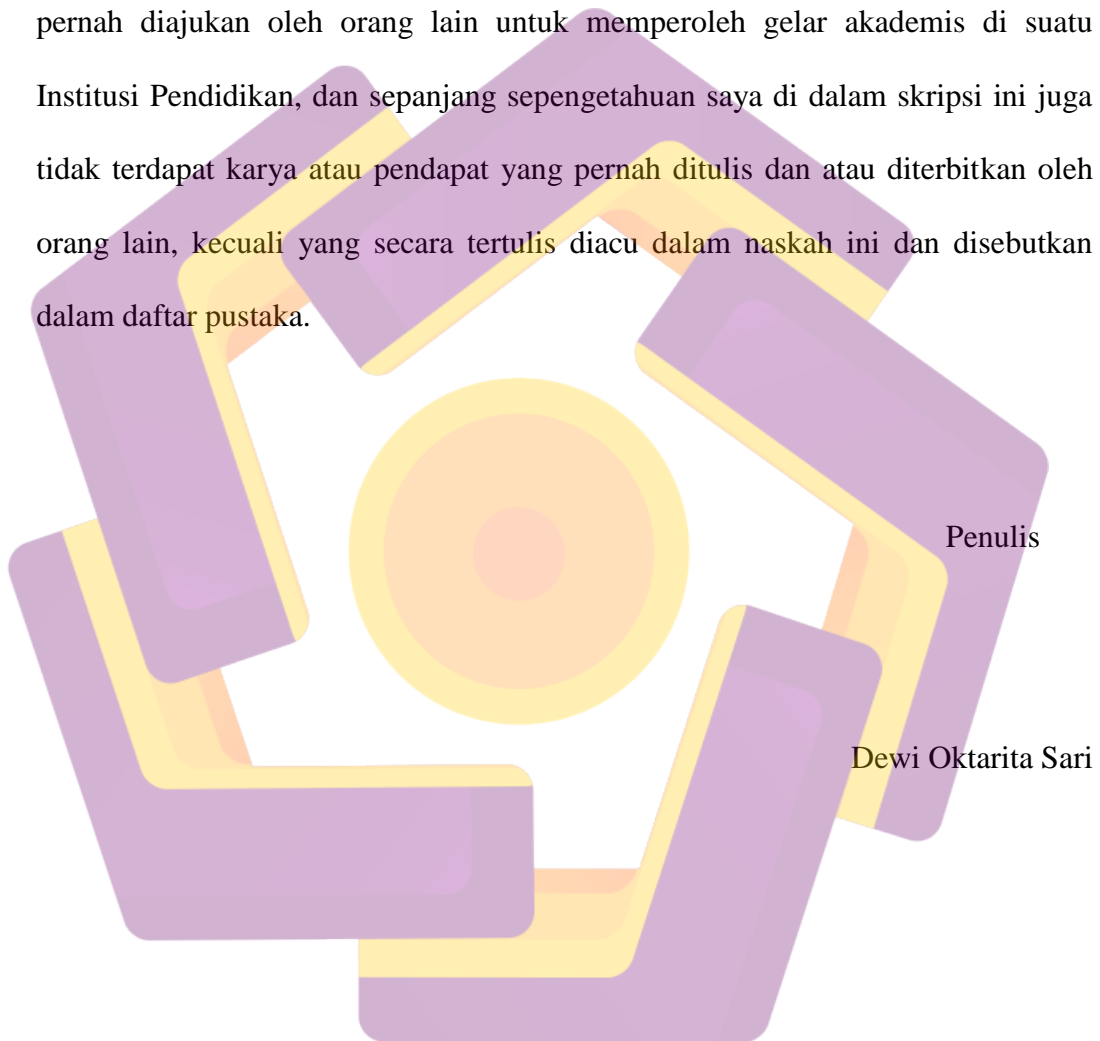 pernah diajukan oleh orang lain untuk memperoleh gelar akademis di suatu
Institusi Pendidikan, dan sepanjang sepengetahuan saya di dalam skripsi ini juga
tidak terdapat karya atau pendapat yang pernah ditulis dan atau diterbitkan oleh
orang lain, kecuali yang secara tertulis diacu dalam naskah ini dan disebutkan
dalam daftar pustaka.
Penulis
Dewi Oktarita Sari